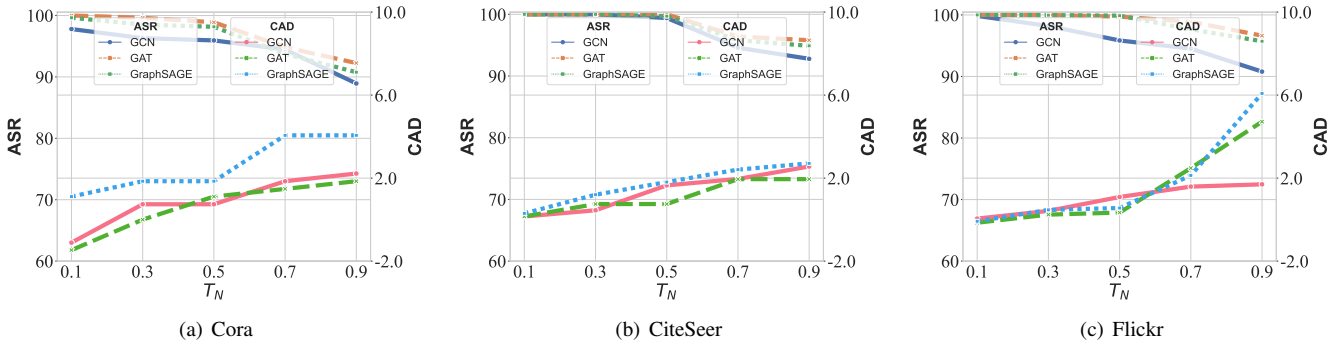 100
90
80
70
60
ASR
10.0
6.0
2.0
-2.0
CAD
ASR CAD
GCN GCN
GAT GAT
GraphSAGE GraphSAGE
0.1 0.3 0.5 0.7 0.9
T_N
(a) Cora
100
90
80
70
60
ASR
10.0
6.0
2.0
-2.0
CAD
ASR CAD
GCN GCN
GAT GAT
GraphSAGE GraphSAGE
0.1 0.3 0.5 0.7 0.9
T_N
(b) CiteSeer
100
90
80
70
60
ASR
10.0
6.0
2.0
-2.0
CAD
ASR CAD
GCN GCN
GAT GAT
GraphSAGE GraphSAGE
0.1 0.3 0.5 0.7 0.9
T_N
(c) Flickr